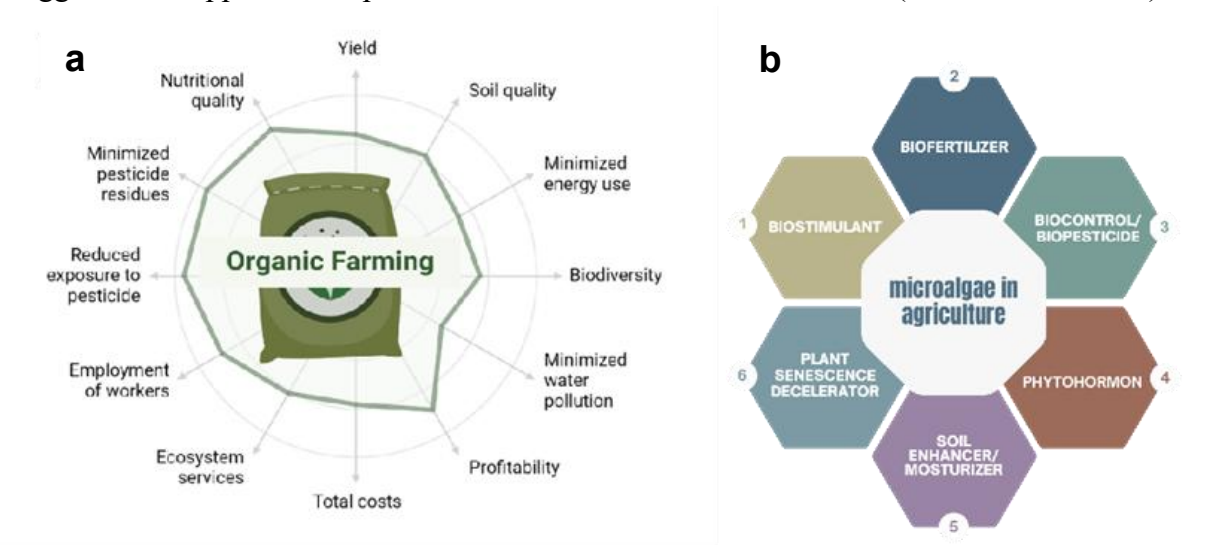 a
Yield
Nutritional
quality
Soil quality
Minimized
pesticide
residues
Minimized
energy use
Reduced
exposure to
pesticide
Organic Farming
Biodiversity
Employment
of workers
Minimized
water
pollution
Ecosystem
services
Profitability
Total costs
b
2
BIOFERTILIZER
1
BIOSTIMULANT
BIOCONTROL/
BIOPESTICIDE
3
microalgae in
agriculture
6
PLANT
SENESCENCE
DECELERATOR
PHYTOHORMON
4
SOIL
ENHANCER/
MOSTURIZER
5